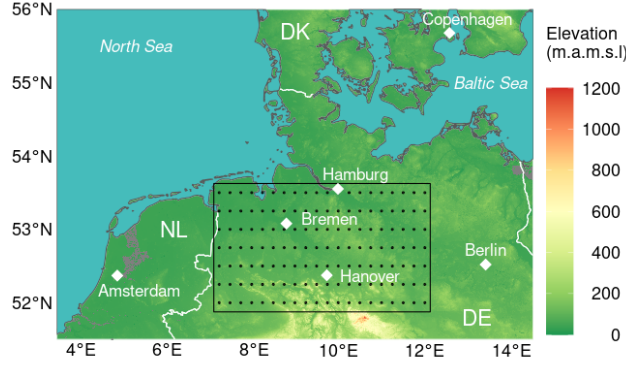 56°N
55°N
54°N
53°N
52°N
North Sea
DK
Copenhagen
Baltic Sea
Hamburg
Bremen
NL
Berlin
Hanover
Amsterdam
DE
4°E
6°E
8°E
10°E
12°E
14°E
Elevation
(m.a.m.s.l)
1200
1000
800
600
400
200
0